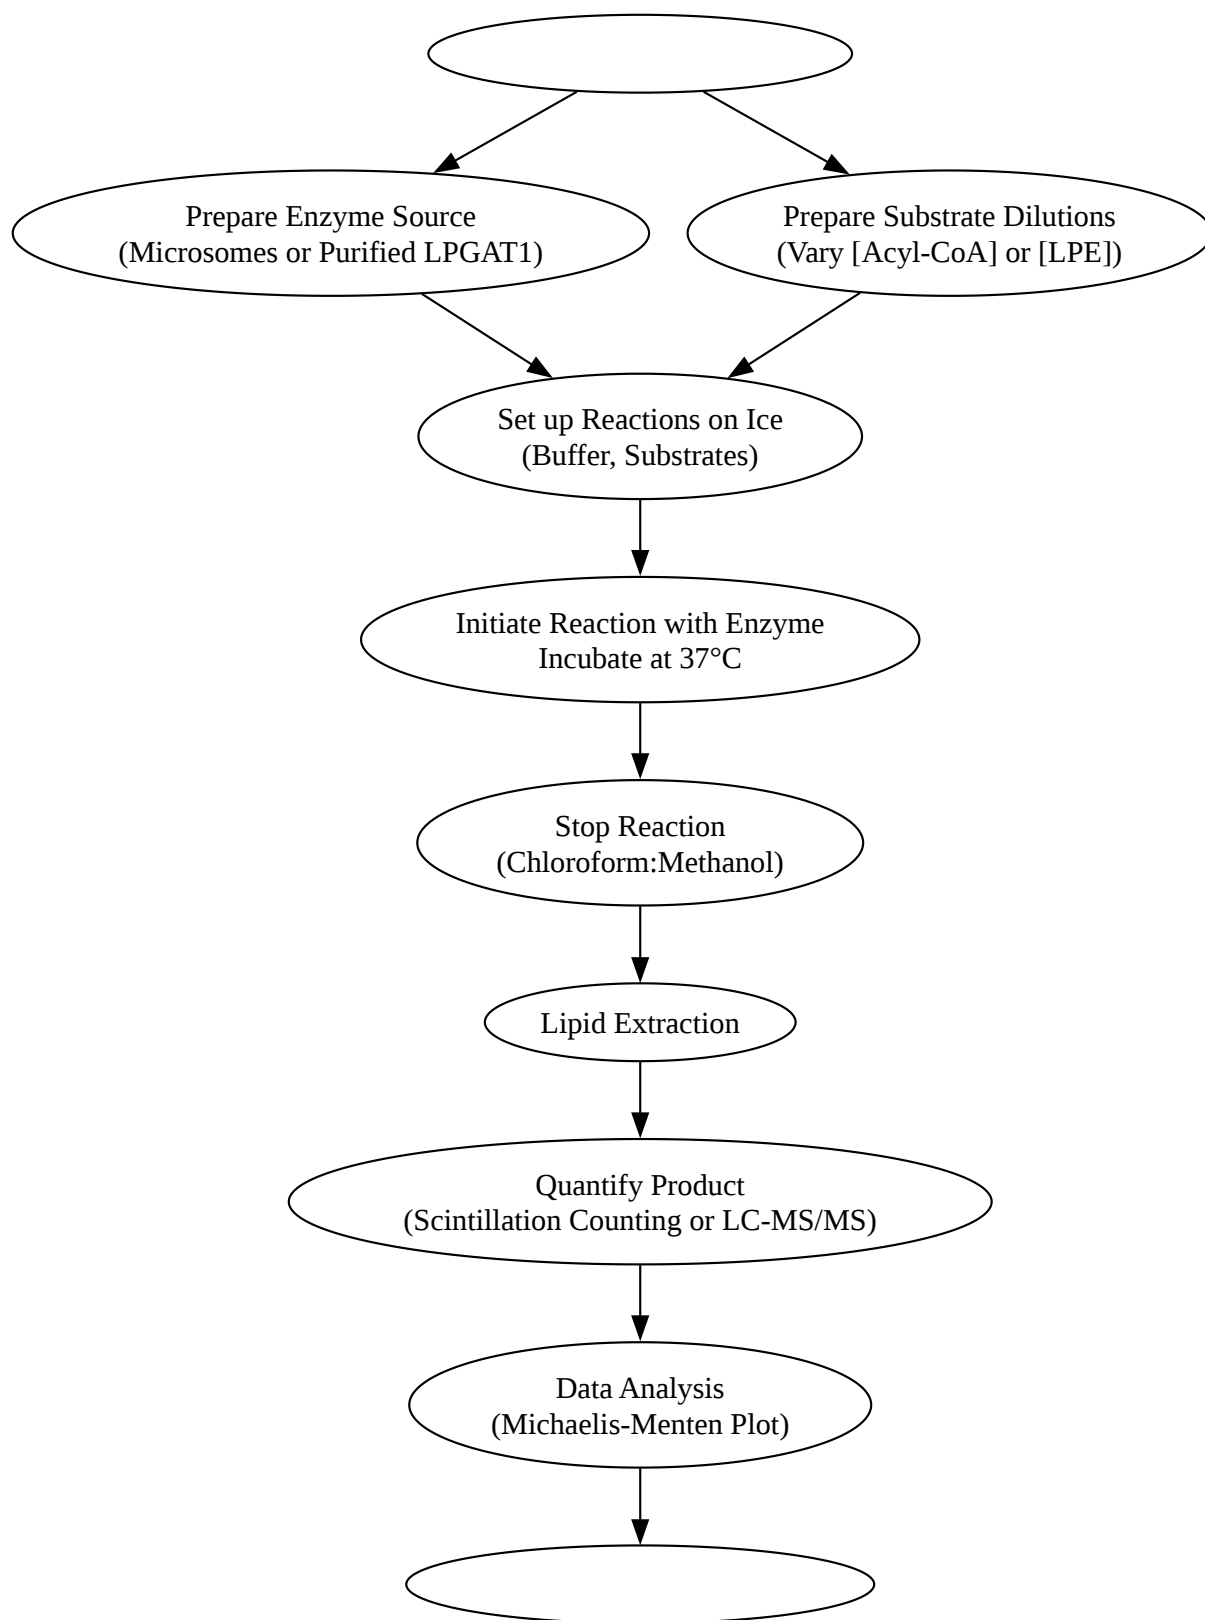 Prepare Enzyme Source
(Microsomes or Purified LPGAT1)
Prepare Substrate Dilutions
(Vary [Acyl-CoA] or [LPE])
Set up Reactions on Ice
(Buffer, Substrates)
Initiate Reaction with Enzyme
Incubate at 37°C
Stop Reaction
(Chloroform:Methanol)
Lipid Extraction
Quantify Product
(Scintillation Counting or LC-MS/MS)
Data Analysis
(Michaelis-Menten Plot)